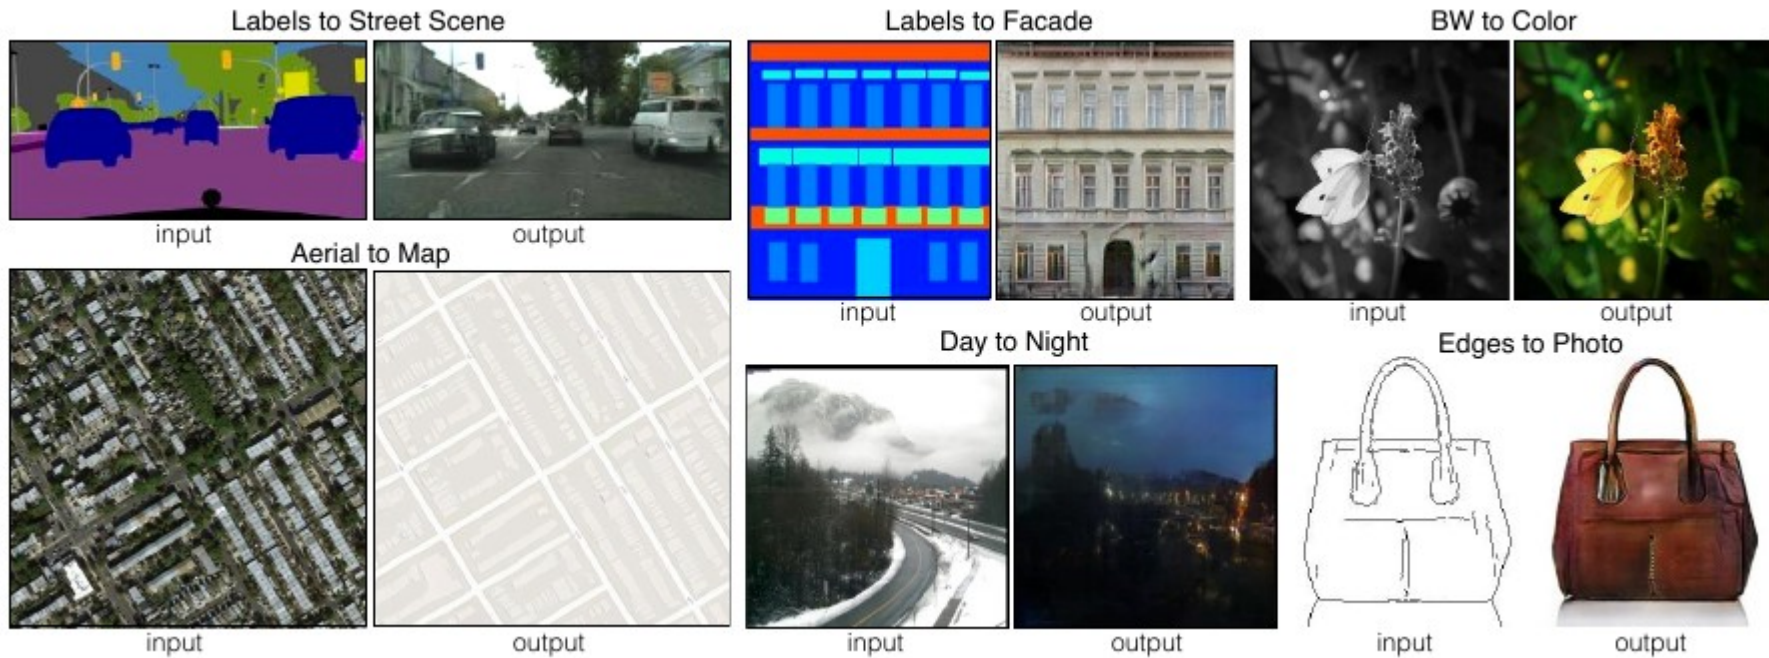 Labels to Street Scene
input
output
Aerial to Map
input
output
Labels to Facade
input
output
Day to Night
input
output
BW to Color
input
output
Edges to Photo
input
output